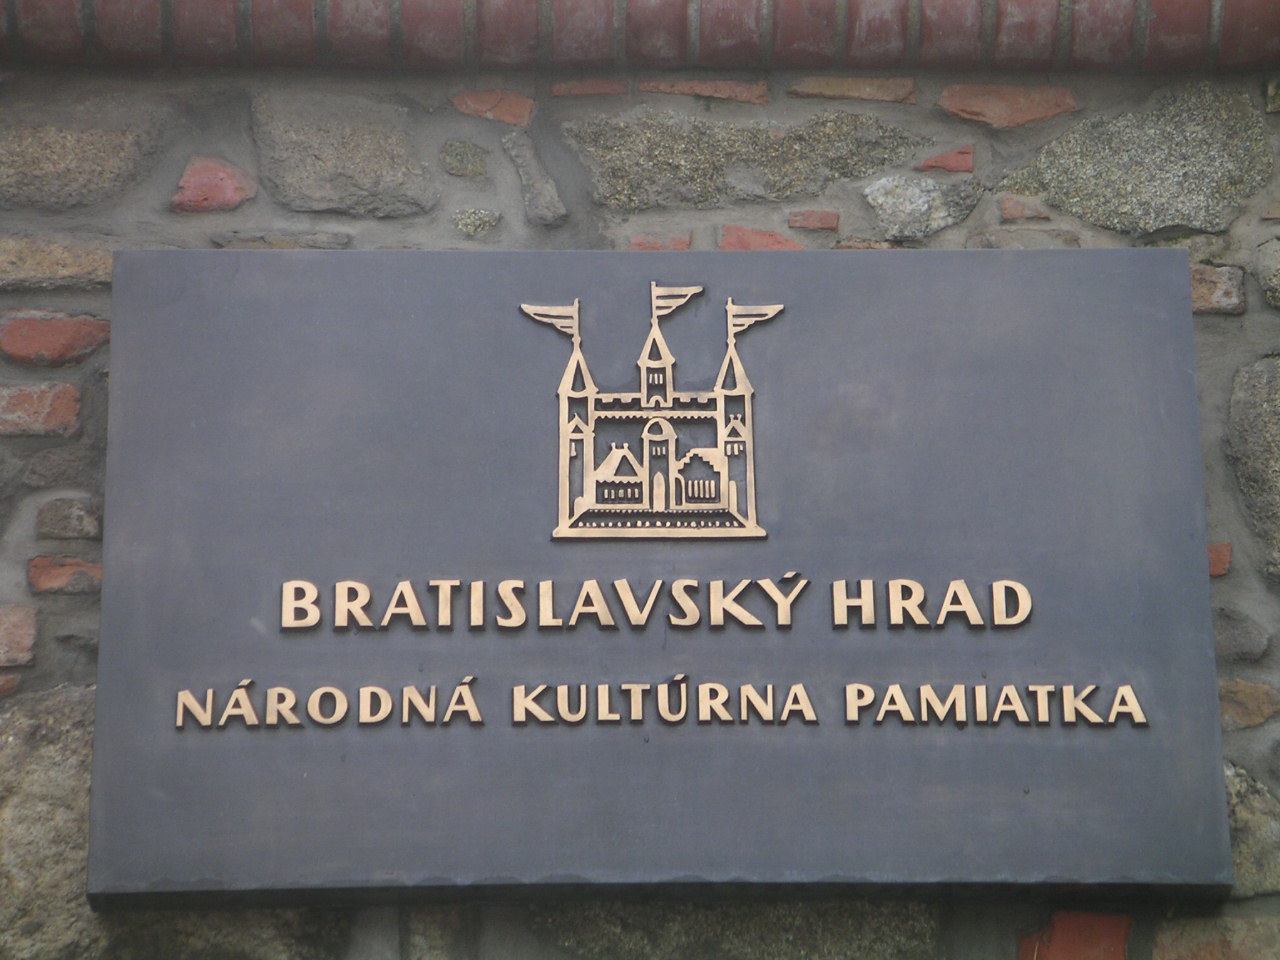 BRATISLAVSKÝ HRAD
NÁRODNÁ KULTÚRNA PAMIATKA